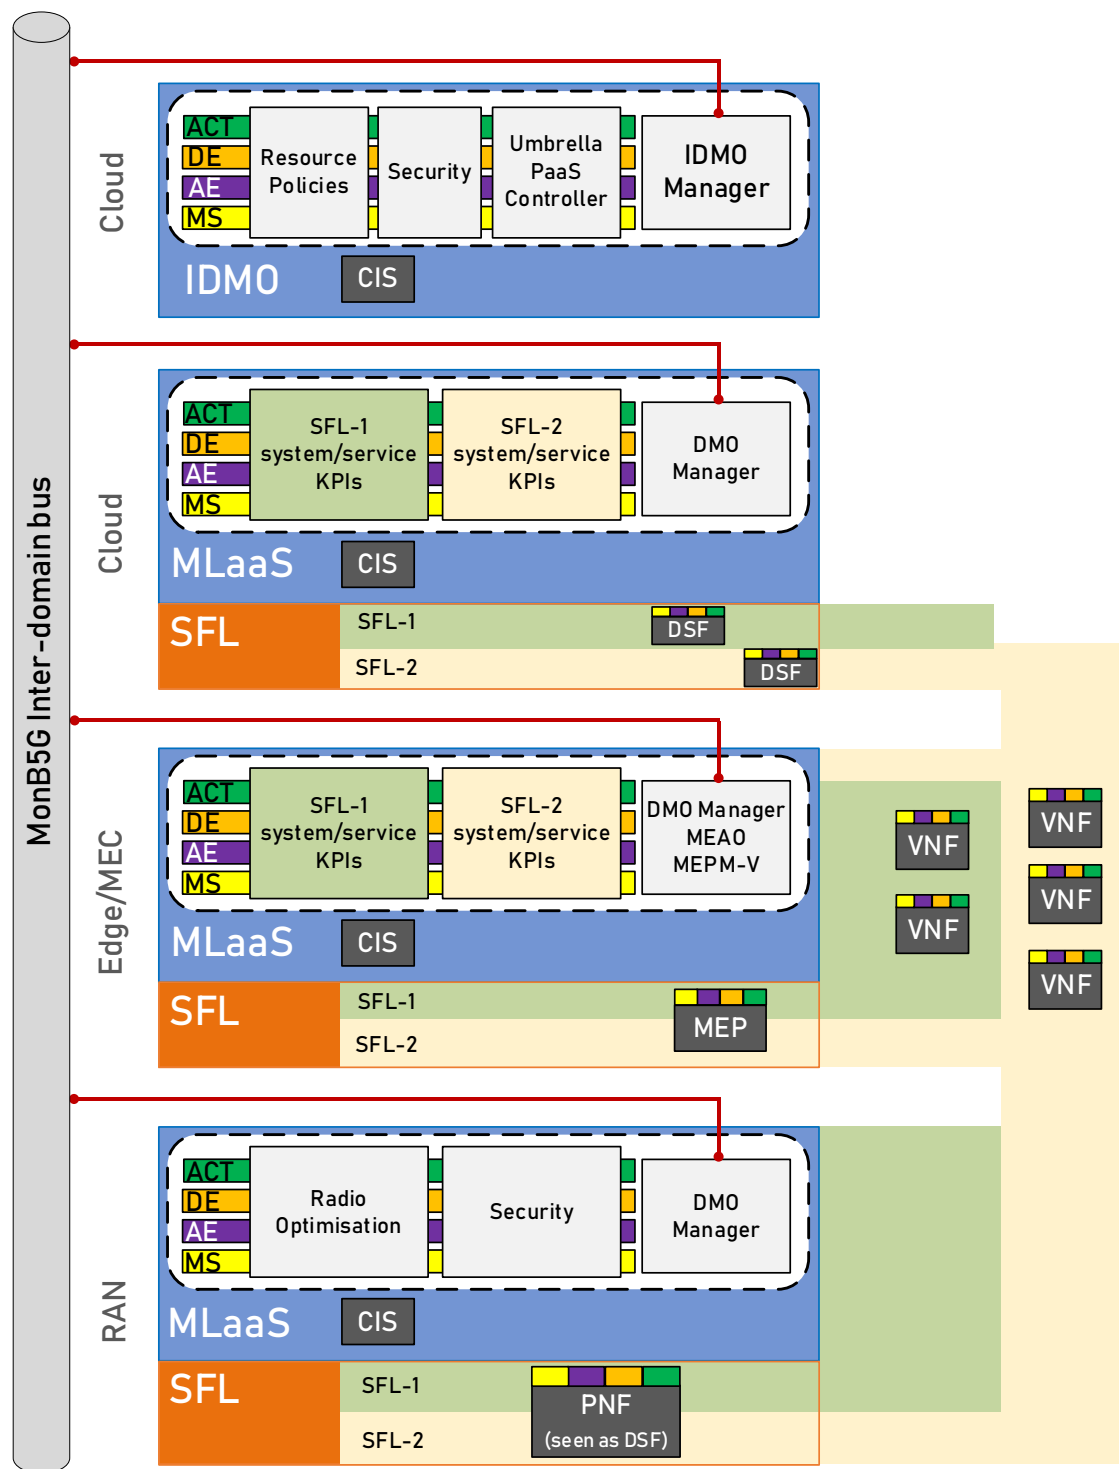 MonB5G Inter-domain bus
Cloud
ACT
DE
AE
MS
Resource
Policies
Security
Umbrella
PaaS
Controller
IDMO
Manager
IDMO
CIS
Cloud
ACT
DE
AE
MS
SFL-1
system/service
KPIs
SFL-2
system/service
KPIs
DMO
Manager
MLaaS
CIS
SFL
SFL-1
DSF
SFL-2
DSF
Edge/MEC
ACT
DE
AE
MS
SFL-1
system/service
KPIs
SFL-2
system/service
KPIs
DMO Manager
MEAO
MEPM-V
VNF
VNF
VNF
VNF
VNF
MLaaS
CIS
SFL
SFL-1
SFL-2
MEP
RAN
ACT
DE
AE
MS
Radio
Optimisation
Security
DMO
Manager
MLaaS
CIS
SFL
SFL-1
SFL-2
PNF
(seen as DSF)